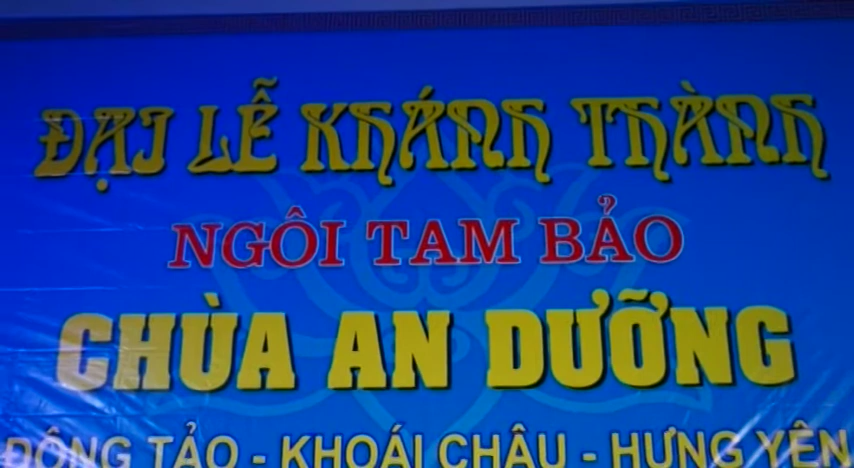 ĐẠI LỄ KHÁNH THÀNH
NGÔI TAM BẢO
CHÙA AN DƯỠNG
ĐÔNG TẢO - KHOÁI CHÂU - HƯNG YÊN